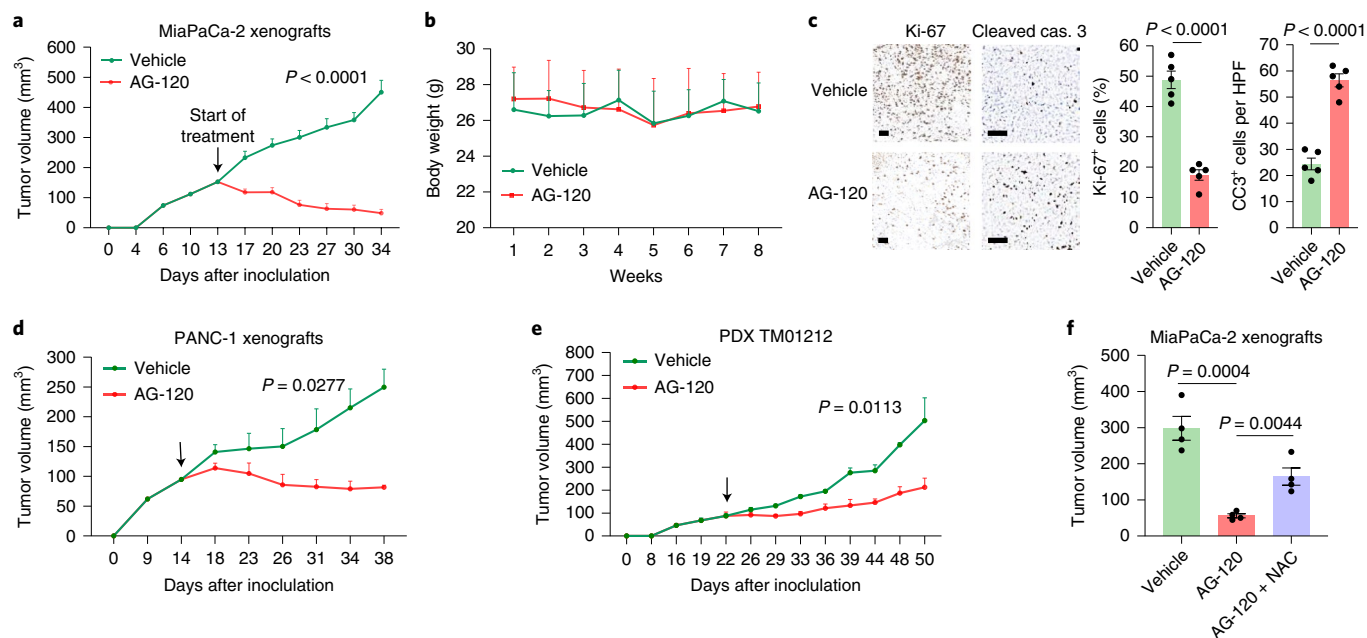 a
MiaPaCa-2 xenografts
Tumor volume (mm³)
600
500
400
300
200
100
0
Vehicle
AG-120
P < 0.0001
Start of
treatment
0 4 6 10 13 17 20 23 27 30 34
Days after inoculation
b
Body weight (g)
30
28
26
24
22
20
Vehicle
AG-120
1 2 3 4 5 6 7 8
Weeks
c
Ki-67 Cleaved cas. 3
Vehicle
AG-120
P < 0.0001
Ki-67⁺ cells (%)
60
50
40
30
20
10
0
Vehicle
AG-120
P < 0.0001
CC3⁺ cells per HPF
70
60
50
40
30
20
10
0
Vehicle
AG-120
d
PANC-1 xenografts
Tumor volume (mm³)
300
250
200
150
100
50
0
Vehicle
AG-120
P = 0.0277
0 9 14 18 23 26 31 34 38
Days after inoculation
e
PDX TM01212
Tumor volume (mm³)
800
700
600
500
400
300
200
100
0
Vehicle
AG-120
P = 0.0113
0 8 16 19 22 26 29 33 36 39 44 48 50
Days after inoculation
f
MiaPaCa-2 xenografts
Tumor volume (mm³)
500
400
300
200
100
0
P = 0.0004
P = 0.0044
Vehicle
AG-120
AG-120 + NAC